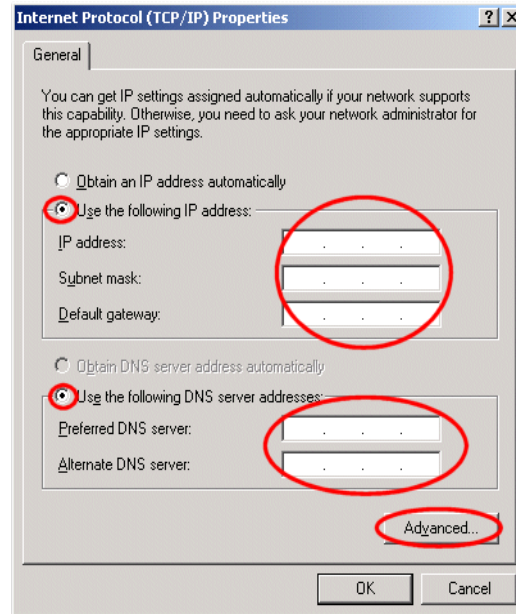 Internet Protocol (TCP/IP) Properties
General
You can get IP settings assigned automatically if your network supports
this capability. Otherwise, you need to ask your network administrator for
the appropriate IP settings.
Obtain an IP address automatically
Use the following IP address:
IP address:
Subnet mask:
Default gateway:
Obtain DNS server address automatically
Use the following DNS server addresses:
Preferred DNS server:
Alternate DNS server:
Advanced...
OK Cancel